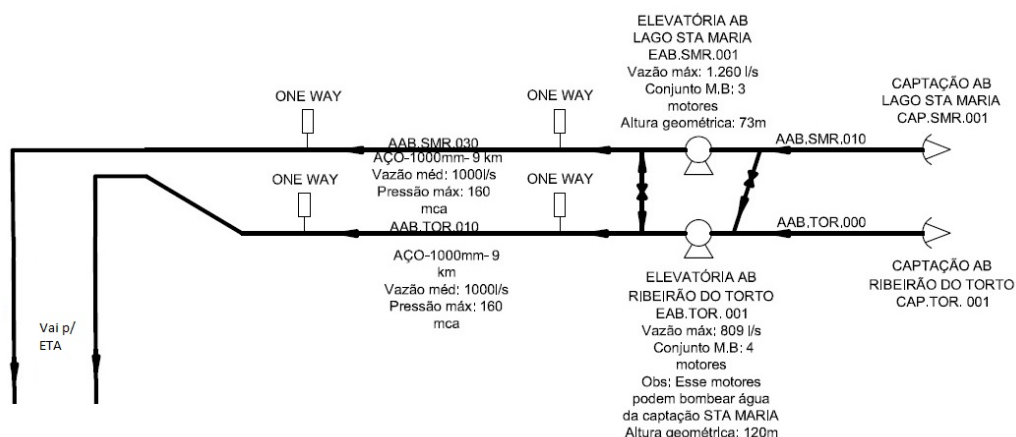 ELEVATÓRIA AB
LAGO STA MARIA
EAB.SMR.001
Vazão máx: 1.260 l/s
Conjunto M.B: 3
motores
Altura geométrica: 73m
CAPTAÇÃO AB
LAGO STA MARIA
CAP.SMR.001
ONE WAY
ONE WAY
AAB.SMR.030
AAB.SMR.010
AÇO-1000mm- 9 km
Vazão méd: 1000l/s
Pressão máx: 160
mca
ONE WAY
ONE WAY
AAB.TOR.010
AAB.TOR.000
AÇO-1000mm- 9
km
Vazão méd: 1000l/s
Pressão máx: 160
mca
ELEVATÓRIA AB
RIBEIRÃO DO TORTO
EAB.TOR. 001
Vazão máx: 809 l/s
Conjunto M.B: 4
motores
Obs: Esse motores
podem bombear água
da captação STA MARIA
Altura geométrica: 120m
CAPTAÇÃO AB
RIBEIRÃO DO TORTO
CAP.TOR. 001
Vai p/
ETA